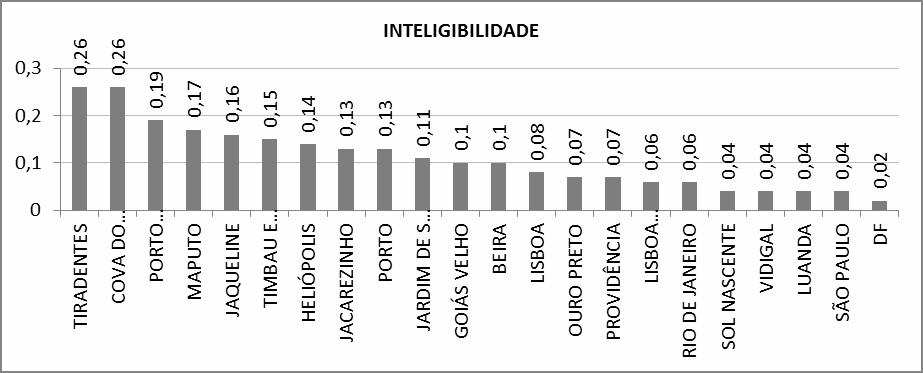 INTELIGIBILIDADE
0,3
0,2
0,1
0
0,26
0,26
0,19
0,17
0,16
0,15
0,14
0,13
0,13
0,11
0,1
0,1
0,08
0,07
0,07
0,06
0,06
0,04
0,04
0,04
0,04
0,02
TIRADENTES
COVA DO...
PORTO...
MAPUTO
JAQUELINE
TIMBAU E...
HELIÓPOLIS
JACAREZINHO
PORTO
JARDIM DE S...
GOIÁS VELHO
BEIRA
LISBOA
OURO PRETO
PROVIDÊNCIA
LISBOA...
RIO DE JANEIRO
SOL NASCENTE
VIDIGAL
LUANDA
SÃO PAULO
DF